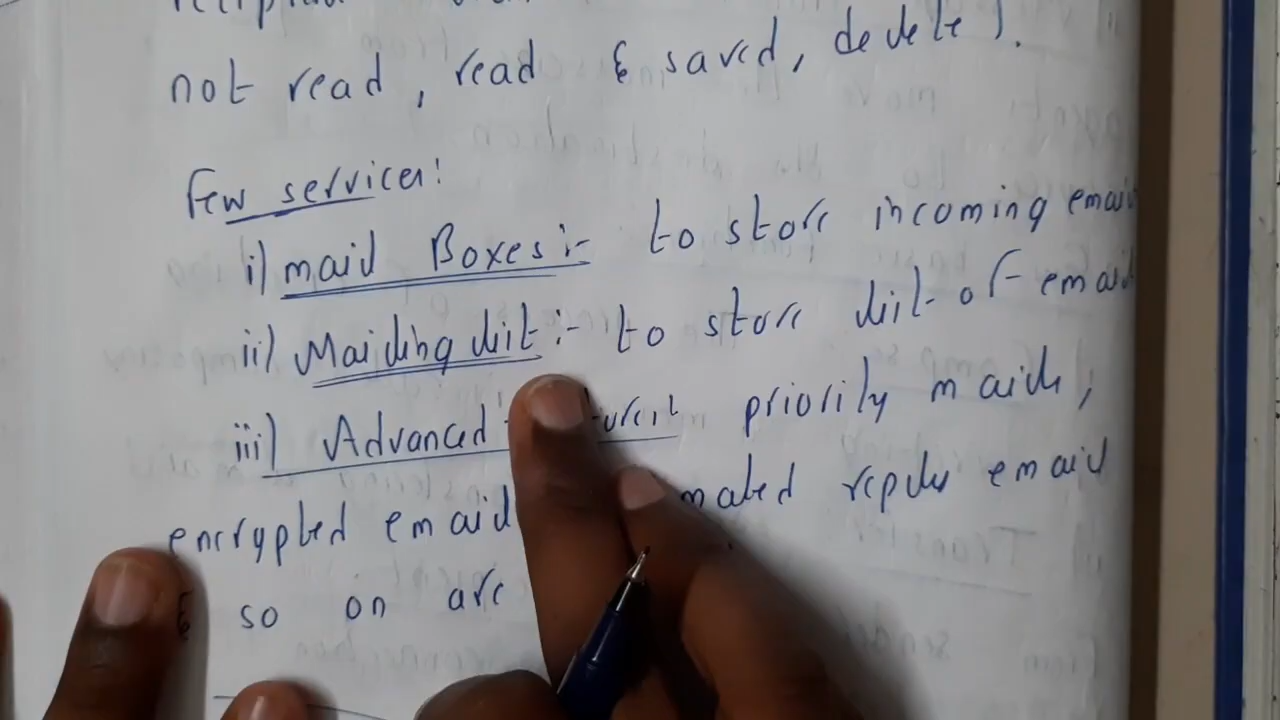 not read, read & saved, delete).
Few services:
i) mail Boxes :- to store incoming email
ii) Mailing list :- to store list of email
iii) Advanced priority mails,
encrypted email reply email
& so on are